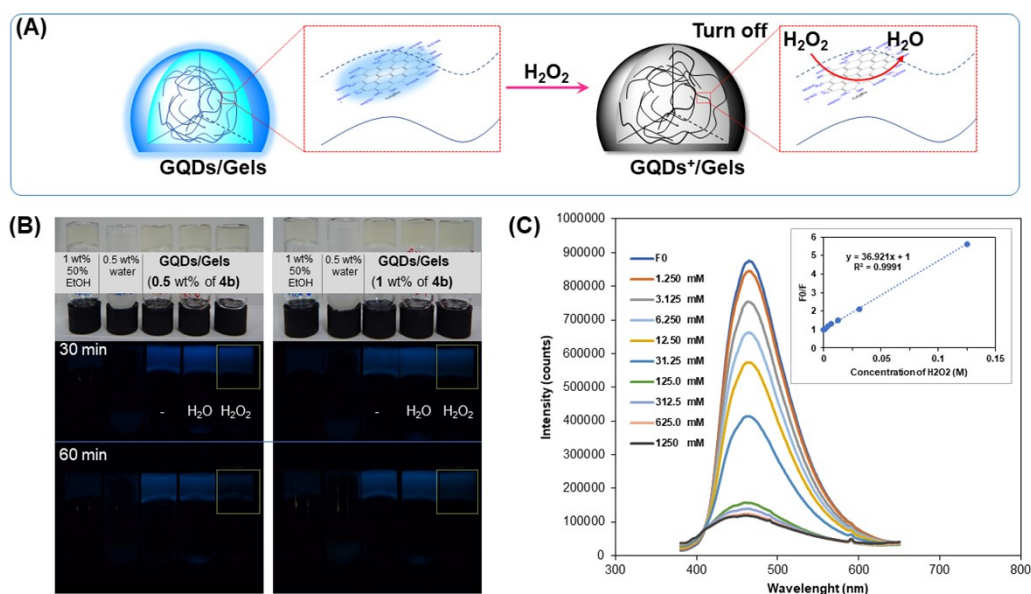 (A)
GQDs/Gels
H₂O₂
Turn off
H₂O₂ H₂O
GQDs⁺/Gels
(B)
1 wt%
50%
EtOH
0.5 wt%
water
GQDs/Gels
(0.5 wt% of 4b)
1 wt%
50%
EtOH
0.5 wt%
water
GQDs/Gels
(1 wt% of 4b)
30 min
- H₂O H₂O₂
- H₂O H₂O₂
60 min
(C)
Intensity (counts)
1000000
900000
800000
700000
600000
500000
400000
300000
200000
100000
0
300 400 500 600 700 800
Wavelenght (nm)
F0
1.250 mM
3.125 mM
6.250 mM
12.50 mM
31.25 mM
125.0 mM
312.5 mM
625.0 mM
1250 mM
y = 36.921x + 1
R² = 0.9991
F0/F
6
5
4
3
2
1
0
0 0.05 0.1 0.15
Concentration of H2O2 (M)